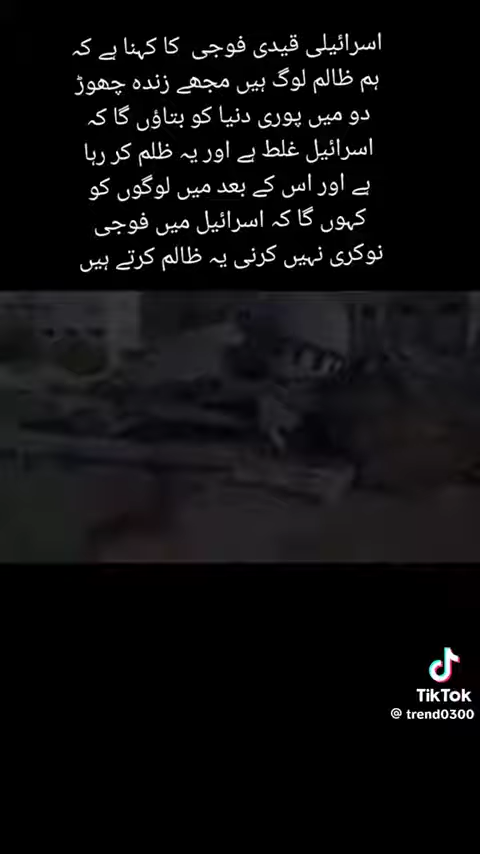 اسرائیلی قیدی فوجی کا کہنا ہے کہ
ہم ظالم لوگ ہیں مجھے زندہ چھوڑ
دو میں پوری دنیا کو بتاؤں گا کہ
اسرائیل غلط ہے اور یہ ظلم کر رہا
ہے اور اس کے بعد میں لوگوں کو
کہوں گا کہ اسرائیل میں فوجی
نوکری نہیں کرنی یہ ظالم کرتے ہیں
TikTok
@ trend0300